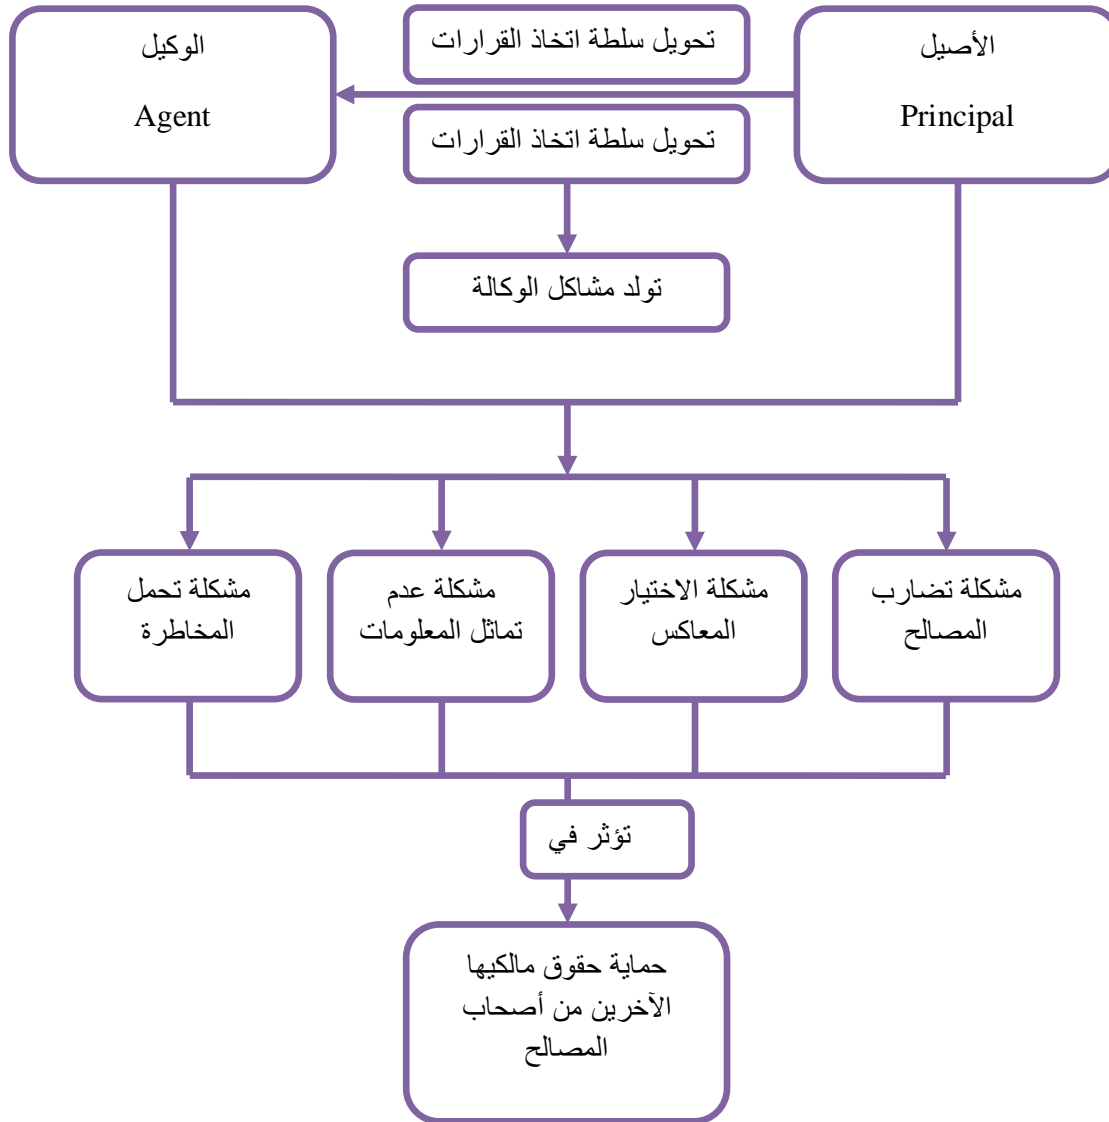 الأصيل
Principal
تحويل سلطة اتخاذ القرارات
الوكيل
Agent
تحويل سلطة اتخاذ القرارات
تولد مشاكل الوكالة
مشكلة تضارب
المصالح
مشكلة الاختيار
المعاكس
مشكلة عدم
تماثل المعلومات
مشكلة تحمل
المخاطرة
تؤثر في
حماية حقوق مالكيها
الآخرين من أصحاب
المصالح